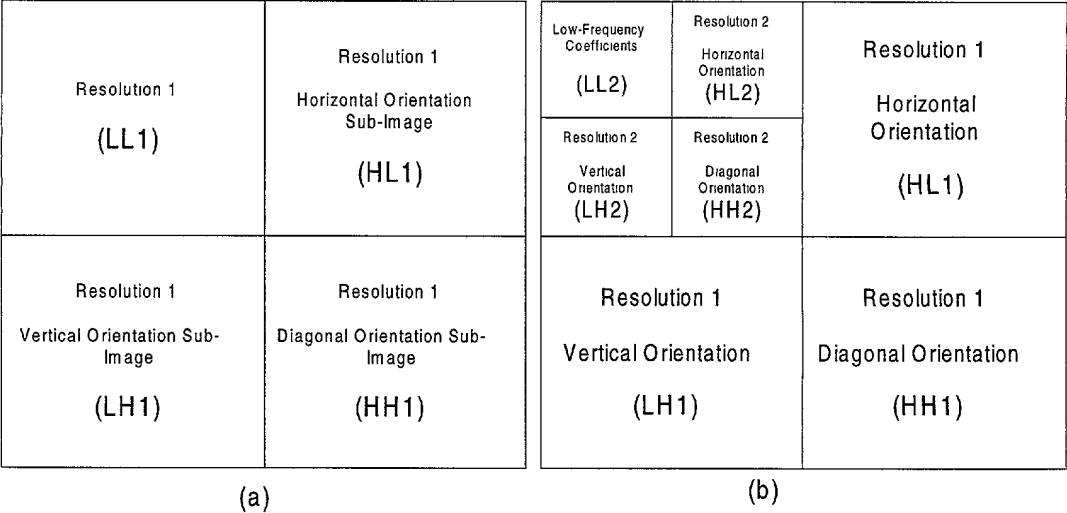 Resolution 1
(LL1)
Resolution 1
Horizontal Orientation
Sub-Image
(HL1)
Resolution 1
Vertical Orientation Sub-
Image
(LH1)
Resolution 1
Diagonal Orientation Sub-
Image
(HH1)
(a)
Low-Frequency
Coefficients
(LL2)
Resolution 2
Horizontal
Orientation
(HL2)
Resolution 2
Vertical
Orientation
(LH2)
Resolution 2
Diagonal
Orientation
(HH2)
Resolution 1
Horizontal
Orientation
(HL1)
Resolution 1
Vertical Orientation
(LH1)
Resolution 1
Diagonal Orientation
(HH1)
(b)